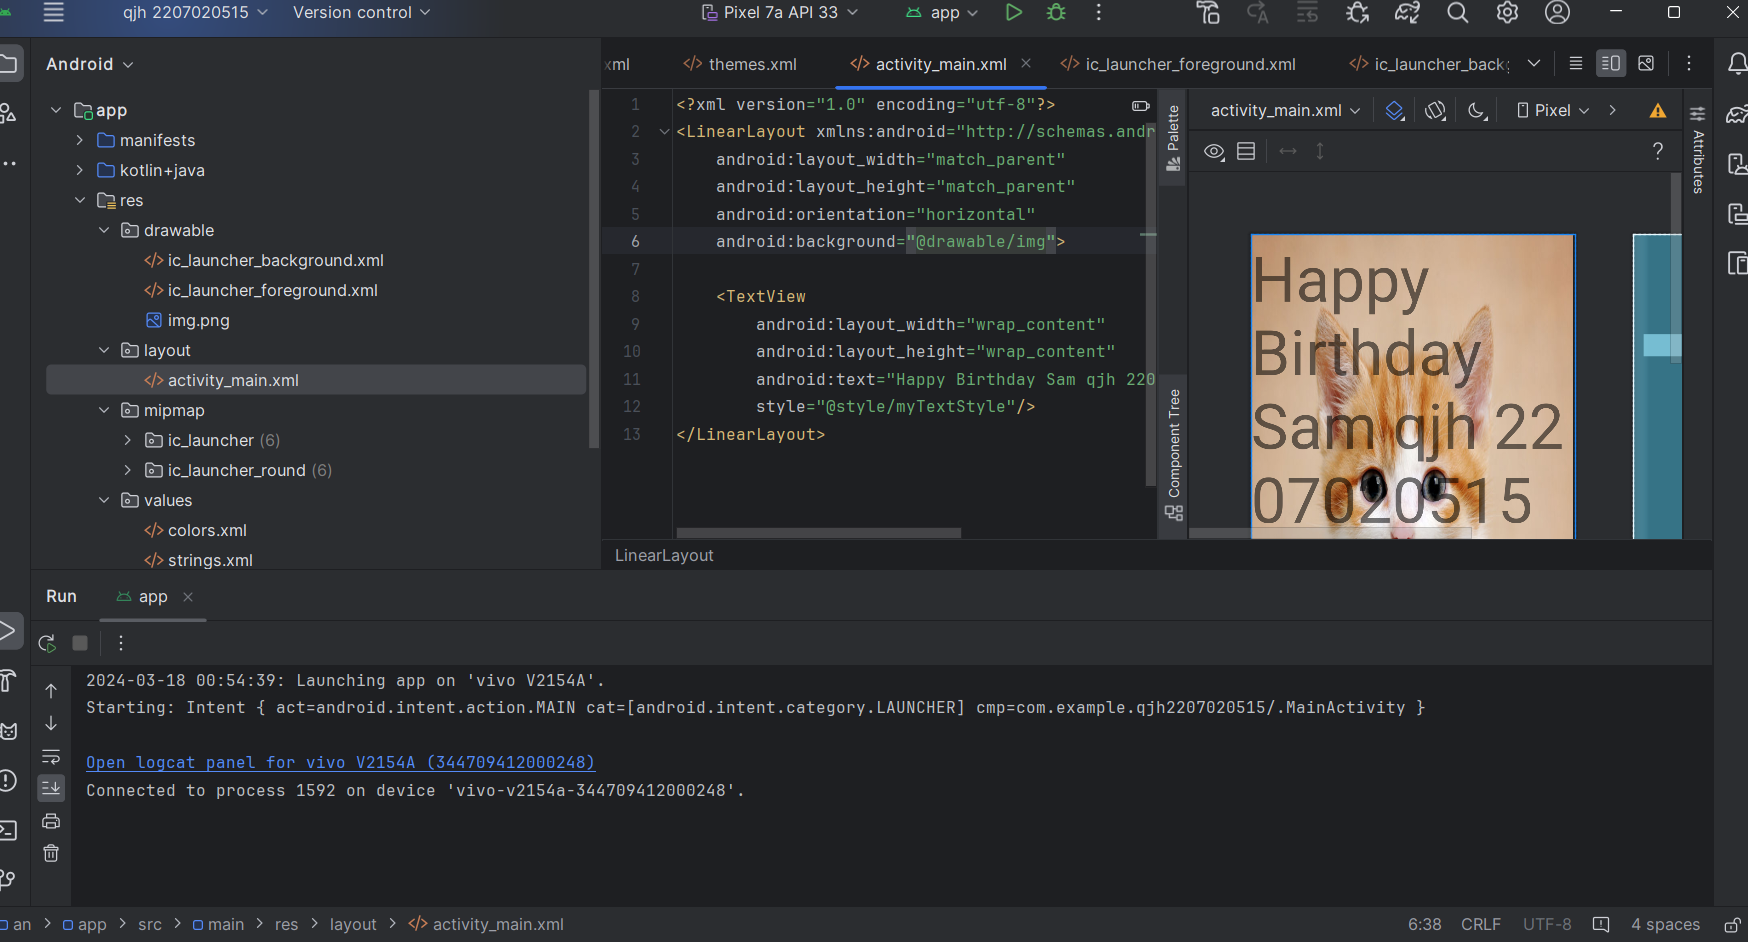 qjh 2207020515
Version control
Pixel 7a API 33
app
Android
xml
themes.xml
activity_main.xml
ic_launcher_foreground.xml
ic_launcher_back
app
manifests
kotlin+java
res
drawable
ic_launcher_background.xml
ic_launcher_foreground.xml
img.png
layout
activity_main.xml
mipmap
ic_launcher (6)
ic_launcher_round (6)
values
colors.xml
strings.xml
1 <?xml version="1.0" encoding="utf-8"?>
2 <LinearLayout xmlns:android="http://schemas.andr
3 android:layout_width="match_parent"
4 android:layout_height="match_parent"
5 android:orientation="horizontal"
6 android:background="@drawable/img">
7
8 <TextView
9 android:layout_width="wrap_content"
10 android:layout_height="wrap_content"
11 android:text="Happy Birthday Sam qjh 220
12 style="@style/myTextStyle"/>
13 </LinearLayout>
LinearLayout
Palette
Component Tree
activity_main.xml
Pixel
?
Attributes
Happy
Birthday
Sam qjh 22
07020515
Run
app
2024-03-18 00:54:39: Launching app on 'vivo V2154A'.
Starting: Intent { act=android.intent.action.MAIN cat=[android.intent.category.LAUNCHER] cmp=com.example.qjh2207020515/.MainActivity }
Open logcat panel for vivo V2154A (344709412000248)
Connected to process 1592 on device 'vivo-v2154a-344709412000248'.
an > app > src > main > res > layout > activity_main.xml
6:38 CRLF UTF-8 4 spaces